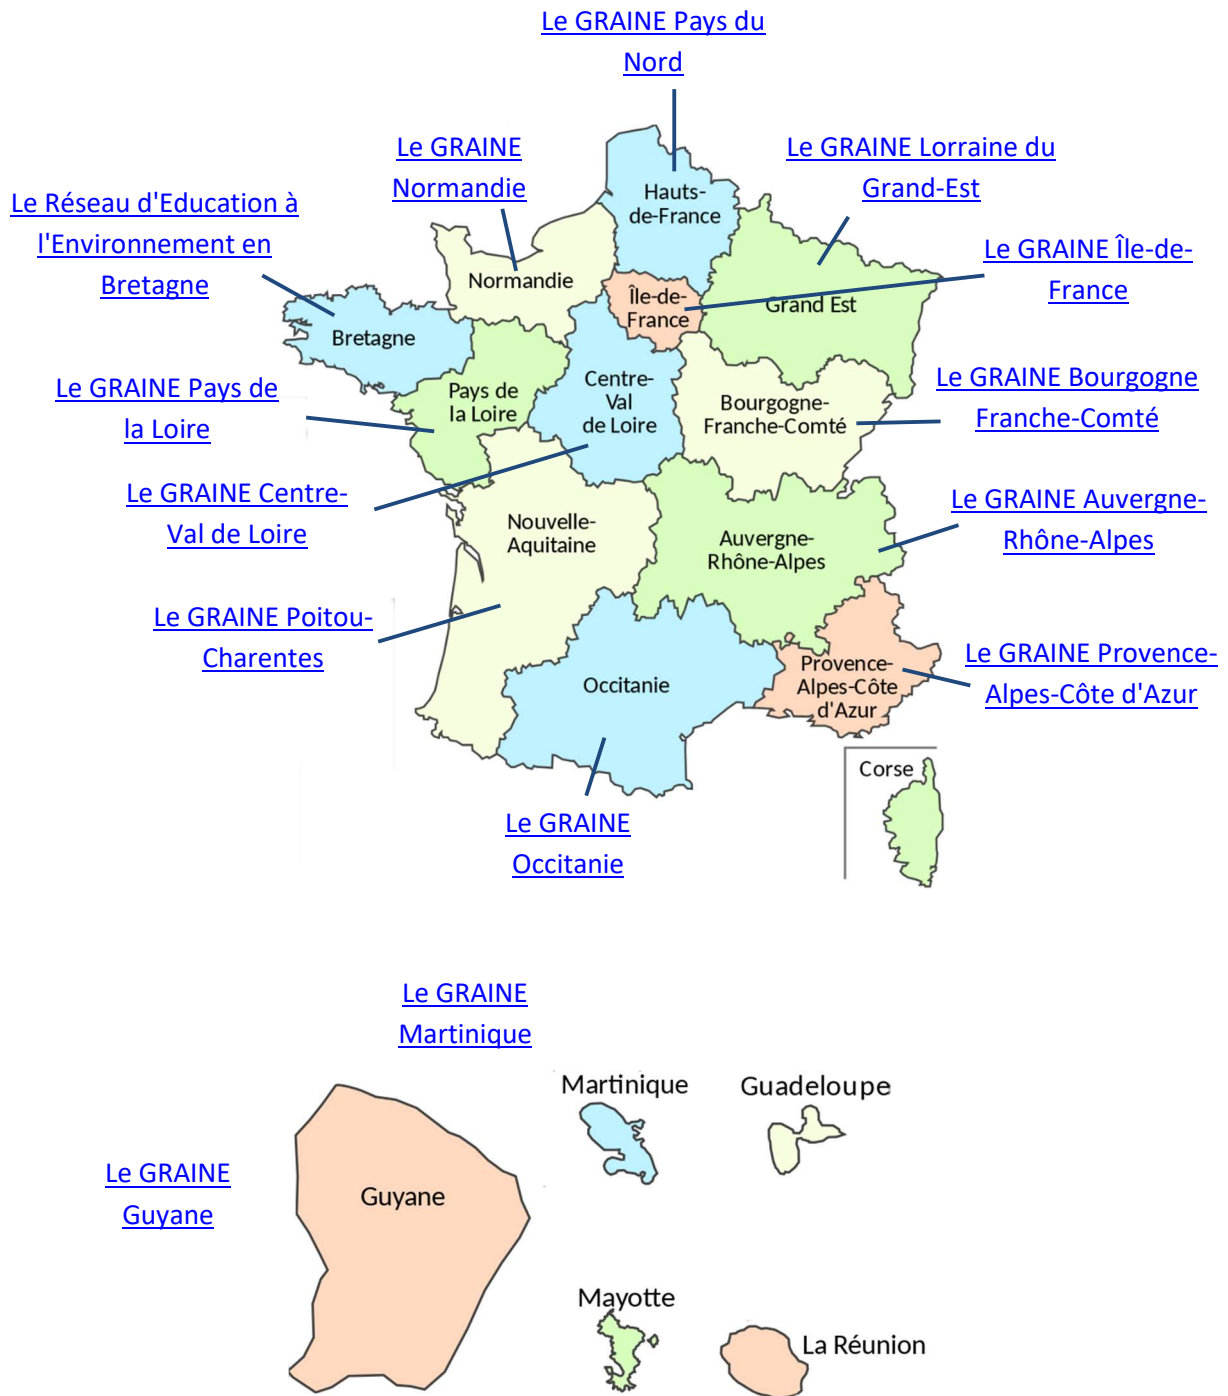 Le GRAINE Pays du
Nord
Le GRAINE
Normandie
Le GRAINE Lorraine du
Grand-Est
Le Réseau d'Education à
l'Environnement en
Bretagne
Le GRAINE Île-de-
France
Hauts-
de-France
Normandie
Île-de-
France
Grand Est
Bretagne
Le GRAINE Pays de
la Loire
Pays de
la Loire
Centre-
Val
de Loire
Bourgogne-
Franche-Comté
Le GRAINE Bourgogne
Franche-Comté
Le GRAINE Centre-
Val de Loire
Nouvelle-
Aquitaine
Auvergne-
Rhône-Alpes
Le GRAINE Auvergne-
Rhône-Alpes
Le GRAINE Poitou-
Charentes
Occitanie
Provence-
Alpes-Côte
d'Azur
Le GRAINE Provence-
Alpes-Côte d'Azur
Corse
Le GRAINE
Occitanie
Le GRAINE
Martinique
Martinique
Guadeloupe
Le GRAINE
Guyane
Guyane
Mayotte
La Réunion